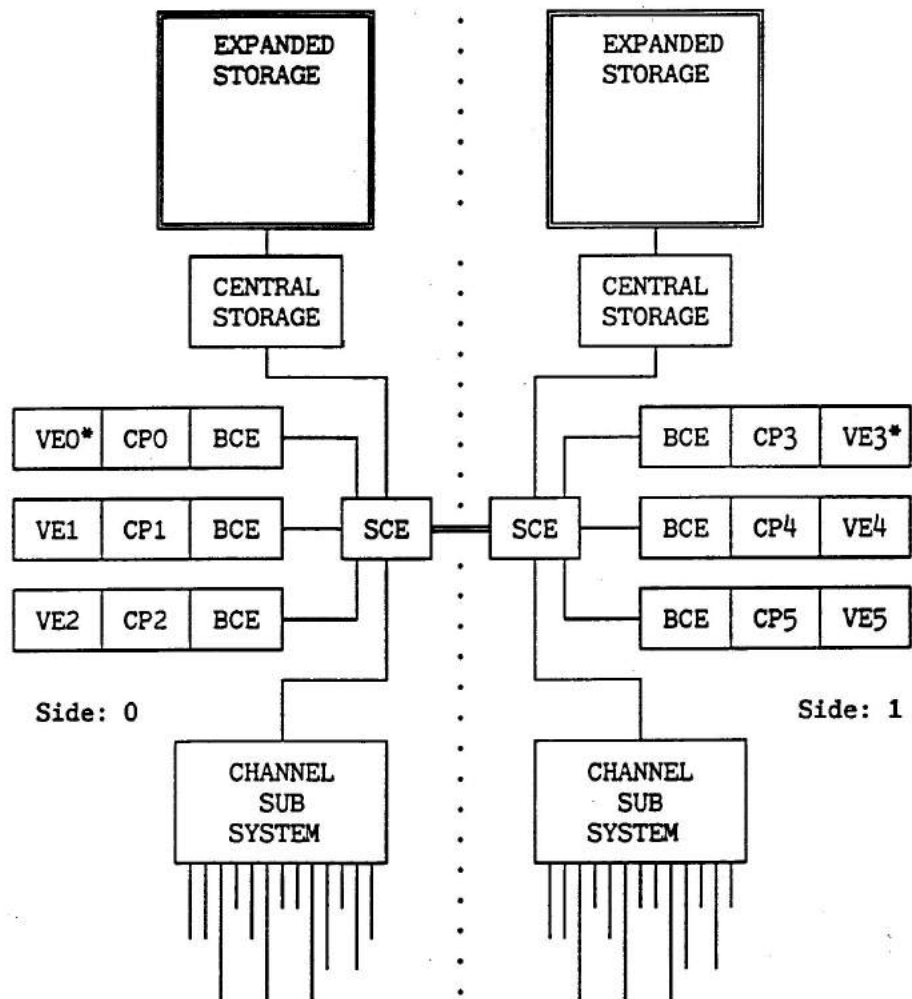 EXPANDED
STORAGE
EXPANDED
STORAGE
CENTRAL
STORAGE
CENTRAL
STORAGE
VE0* CP0 BCE
BCE CP3 VE3*
VE1 CP1 BCE
SCE
SCE
BCE CP4 VE4
VE2 CP2 BCE
BCE CP5 VE5
Side: 0
Side: 1
CHANNEL
SUB
SYSTEM
CHANNEL
SUB
SYSTEM